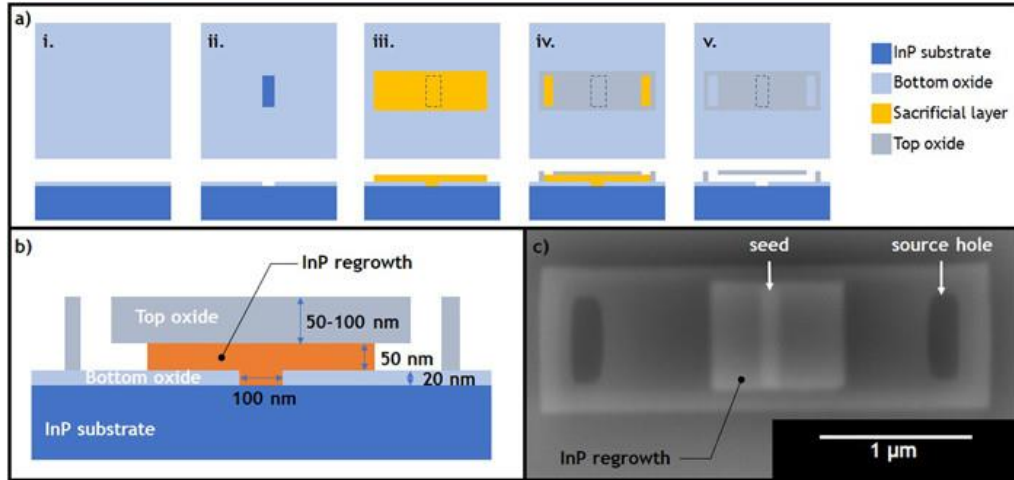 a)
i.
ii.
iii.
iv.
v.
InP substrate
Bottom oxide
Sacrificial layer
Top oxide
b)
InP regrowth
Top oxide
50-100 nm
50 nm
Bottom oxide
20 nm
100 nm
InP substrate
c)
seed
source hole
InP regrowth
1 µm